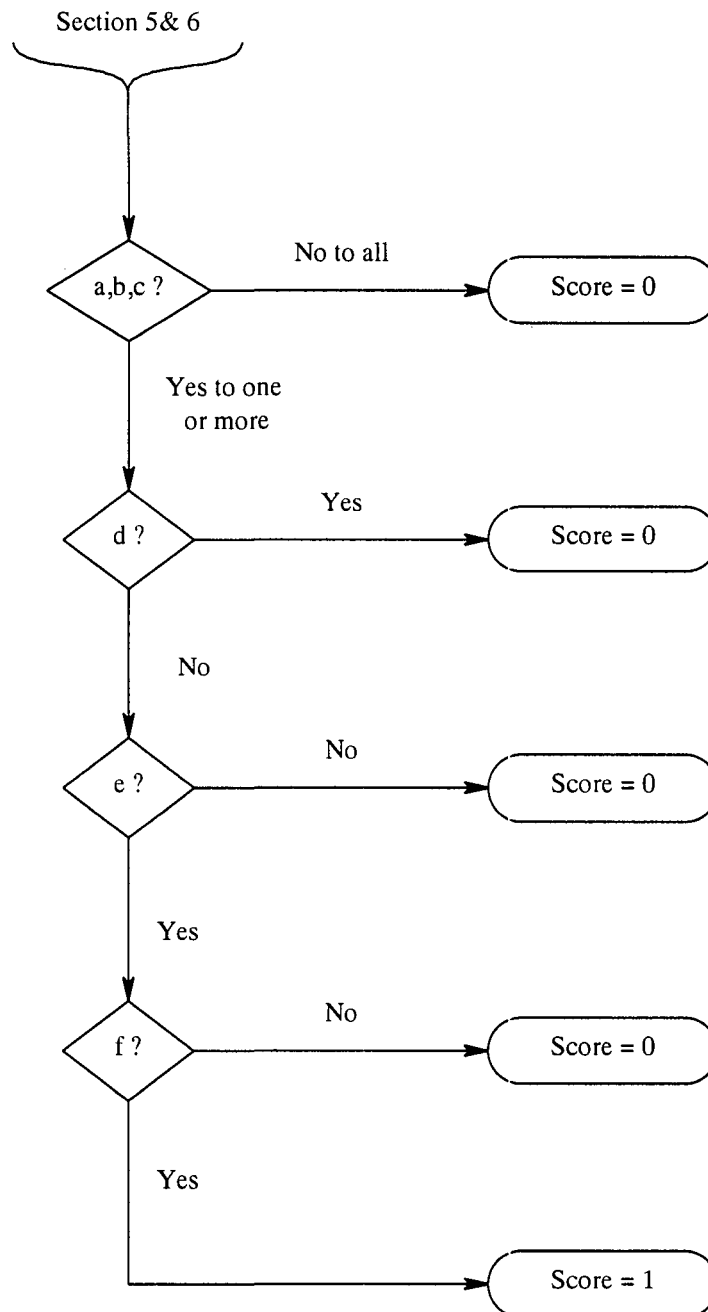 Section 5& 6
a,b,c ?
No to all
Score = 0
Yes to one
or more
d ?
Yes
Score = 0
No
e ?
No
Score = 0
Yes
f ?
No
Score = 0
Yes
Score = 1